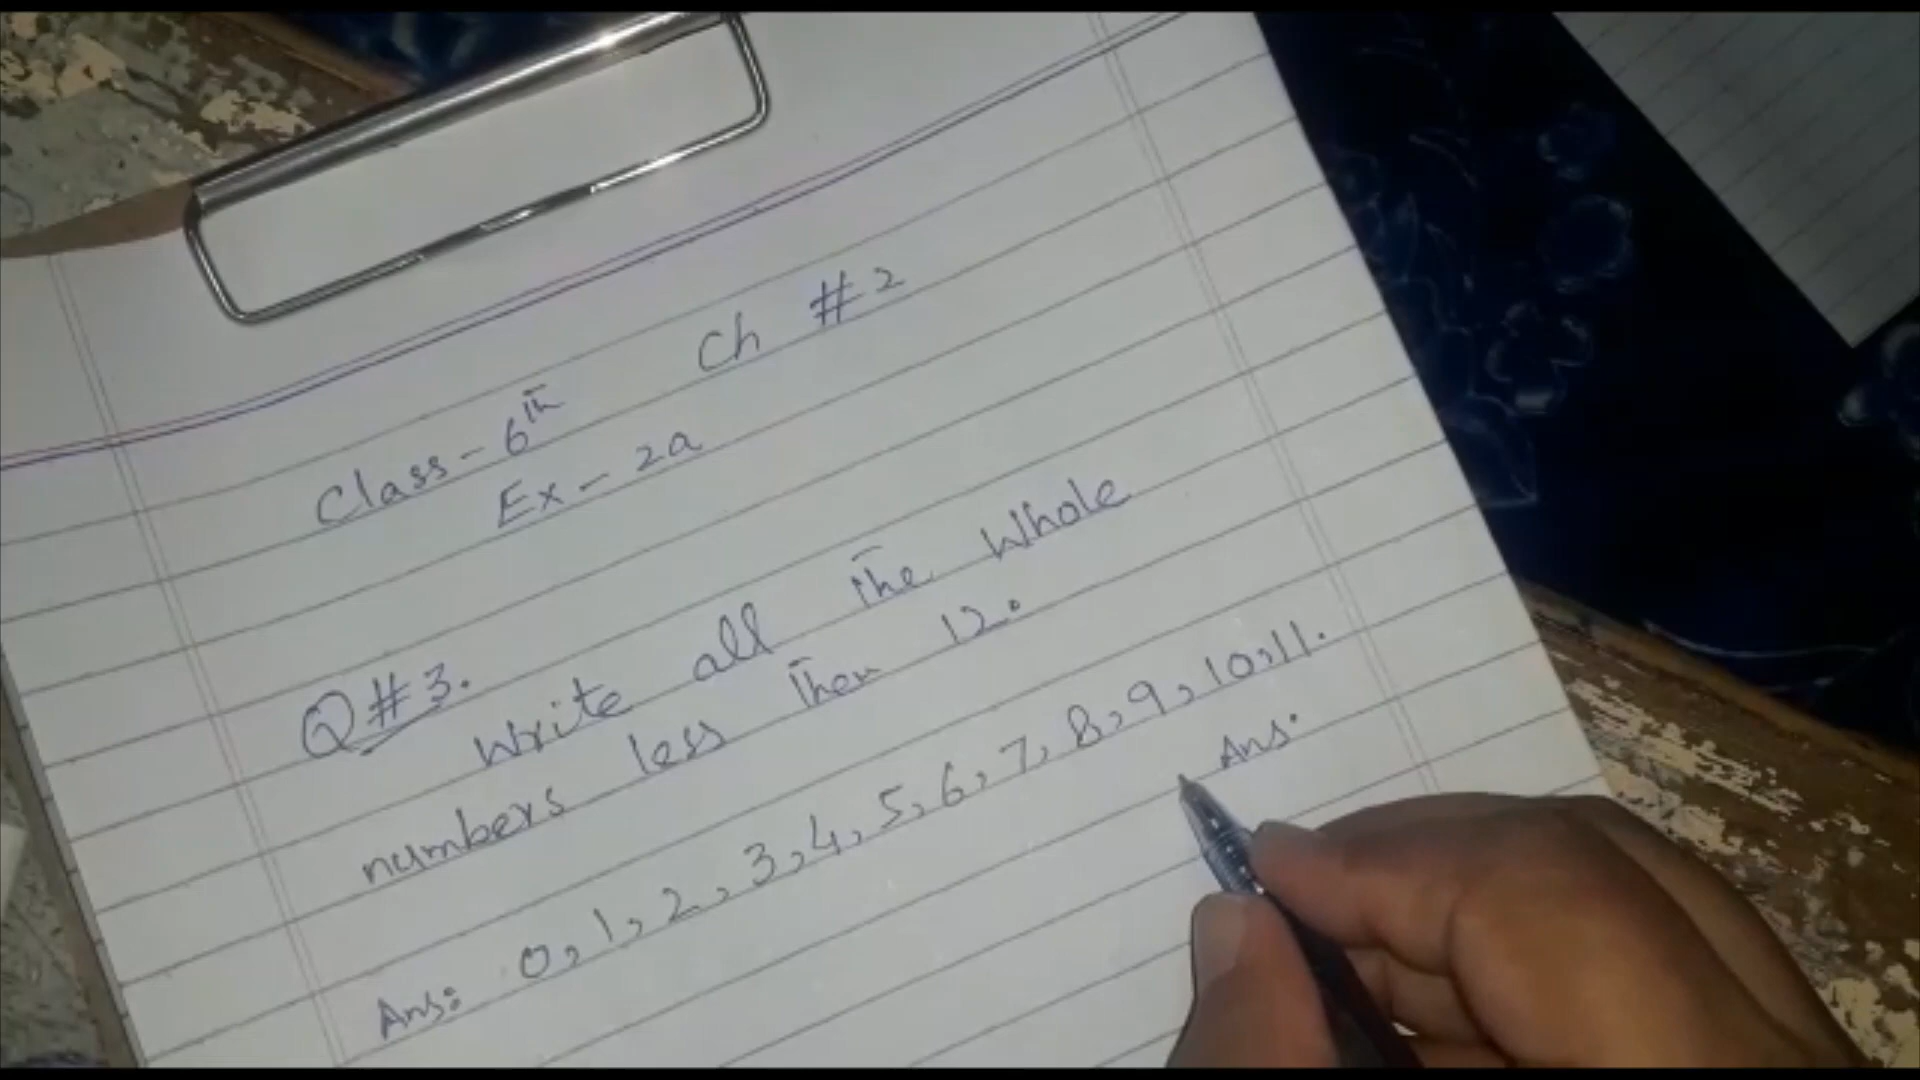 Class - 6th Ch # 2
Ex - 2a
Q#3.
Write all the Whole
numbers less then 12.
Ans: 0, 1, 2, 3, 4, 5, 6, 7, 8, 9, 10, 11.
Ans.